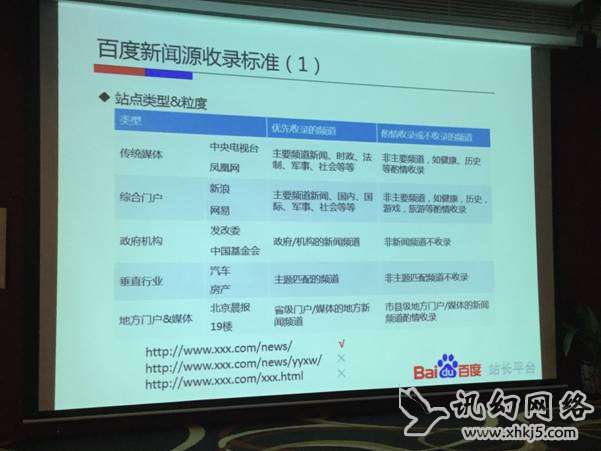 百度新闻源收录标准（1）
站点类型&粒度
类型 优先收录的频道 酌情收录或不收录的频道
传统媒体 中央电视台 凤凰网 主要频道新闻、时政、法制、军事、社会等等 非主要频道，如健康、历史等酌情收录
综合门户 新浪 网易 主要频道新闻、国内、国际、军事、社会等等 非主要频道，如健康，历史，游戏，旅游等酌情收录
政府机构 发改委 中国基金会 政府/机构的新闻频道 非新闻频道不收录
垂直行业 汽车 房产 主题匹配的频道 非主题匹配频道不收录
地方门户&媒体 北京晨报 19楼 省级门户/媒体的地方新闻频道 市县级地方门户/媒体的新闻频道酌情收录
http://www.xxx.com/news/ √
http://www.xxx.com/news/yyxw/ ×
http://www.xxx.com/xxx.html ×
Bai du 百度 站长平台
讯幻网络
www.xhkj5.com